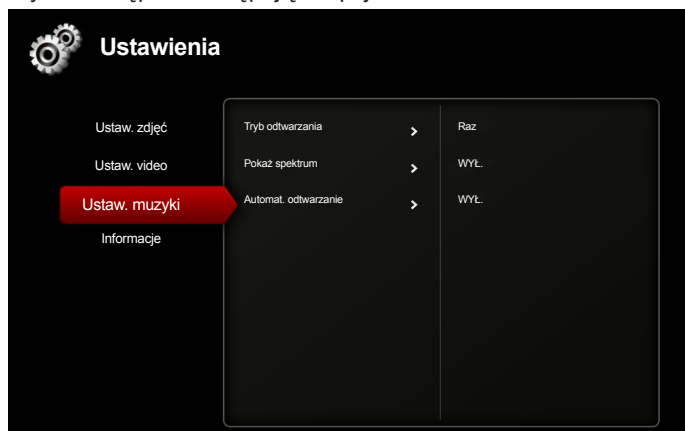 Ustawienia
Ustaw. zdjęć
Ustaw. video
Ustaw. muzyki
Informacje
Tryb odtwarzania
Raz
Pokaż spektrum
WYŁ.
Automat. odtwarzanie
WYŁ.